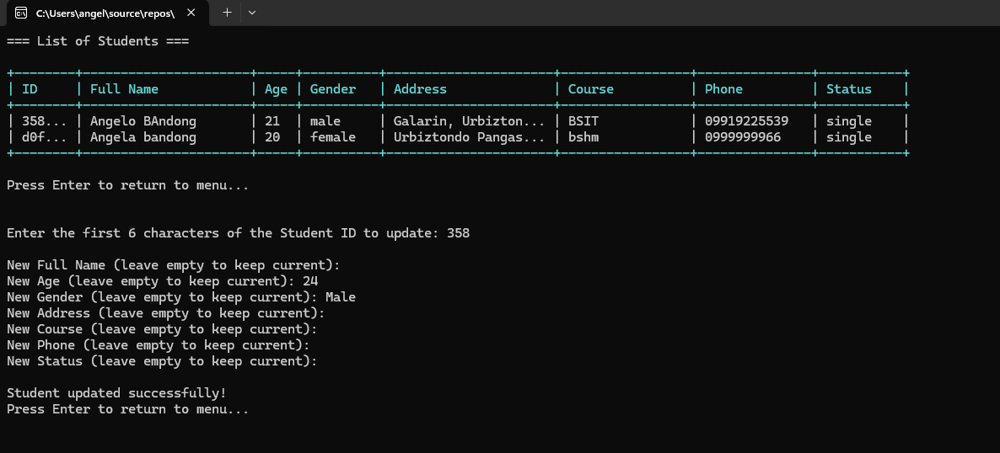 C:\Users\angel\source\repos\
=== List of Students ===
+--------+----------------------+-----+----------+----------------------+-----------------+---------------+-----------+
| ID     | Full Name            | Age | Gender   | Address              | Course          | Phone         | Status    |
+--------+----------------------+-----+----------+----------------------+-----------------+---------------+-----------+
| 358... | Angelo BAndong       | 21  | male     | Galarin, Urbizton... | BSIT            | 09919225539   | single    |
| d0f... | Angela bandong       | 20  | female   | Urbiztondo Pangas... | bshm            | 0999999966    | single    |
+--------+----------------------+-----+----------+----------------------+-----------------+---------------+-----------+
Press Enter to return to menu...
Enter the first 6 characters of the Student ID to update: 358
New Full Name (leave empty to keep current):
New Age (leave empty to keep current): 24
New Gender (leave empty to keep current): Male
New Address (leave empty to keep current):
New Course (leave empty to keep current):
New Phone (leave empty to keep current):
New Status (leave empty to keep current):
Student updated successfully!
Press Enter to return to menu...